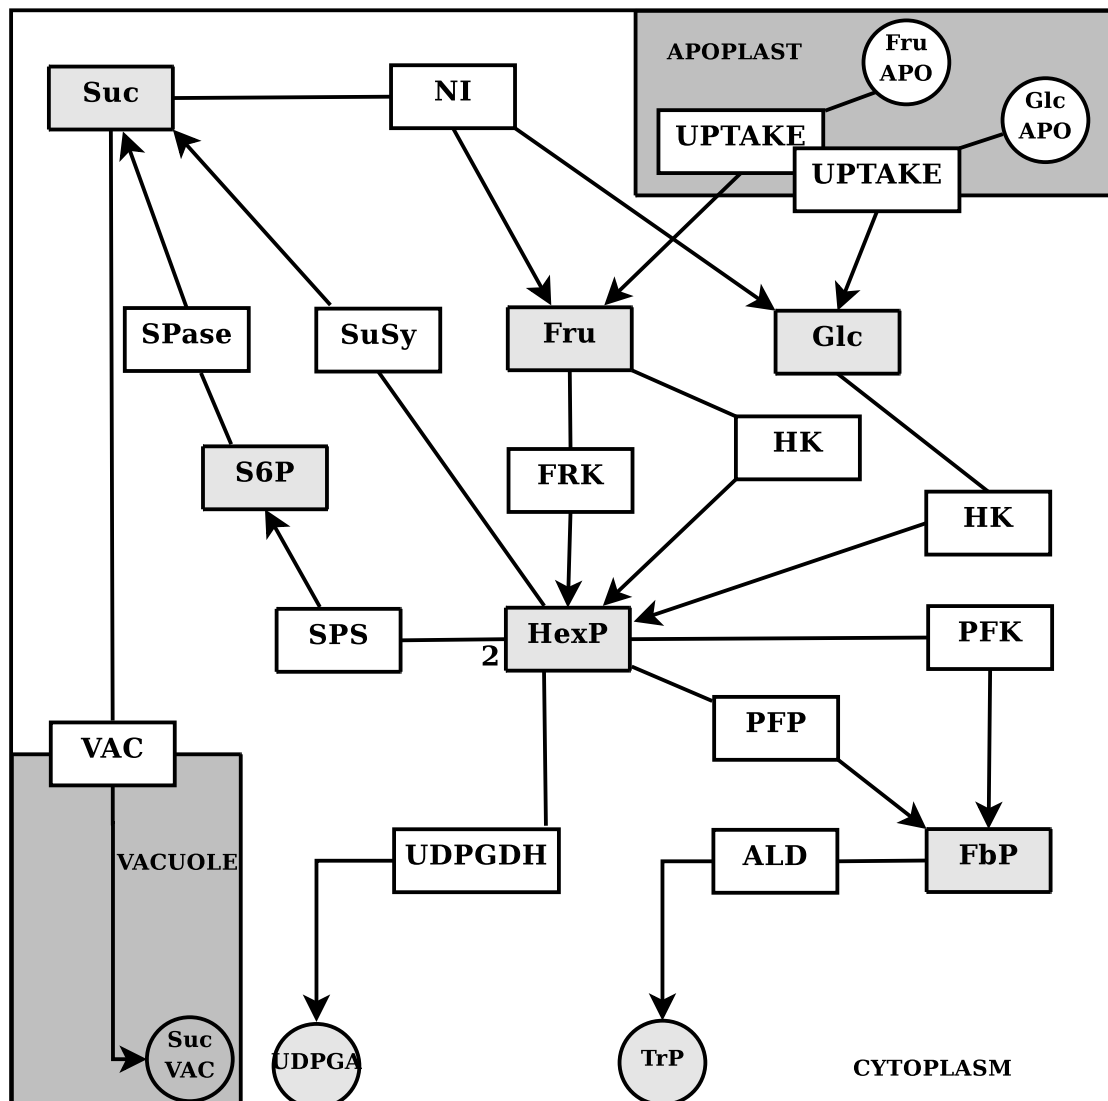 Fru
APO
APOPLAST
Suc
NI
Glc
APO
UPTAKE
UPTAKE
SPase
SuSy
Fru
Glc
HK
S6P
FRK
HK
SPS
HexP
PFK
2
PFP
VAC
UDPGDH
ALD
FbP
VACUOLE
Suc
VAC
UDPGA
TrP
CYTOPLASM